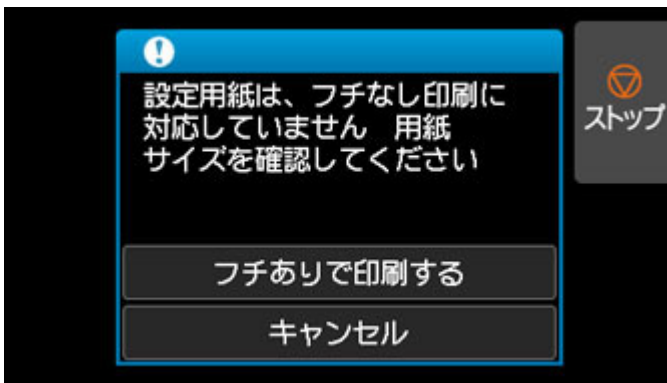 設定用紙は、フチなし印刷に
対応していません　用紙
サイズを確認してください
フチありで印刷する
キャンセル
ストップ